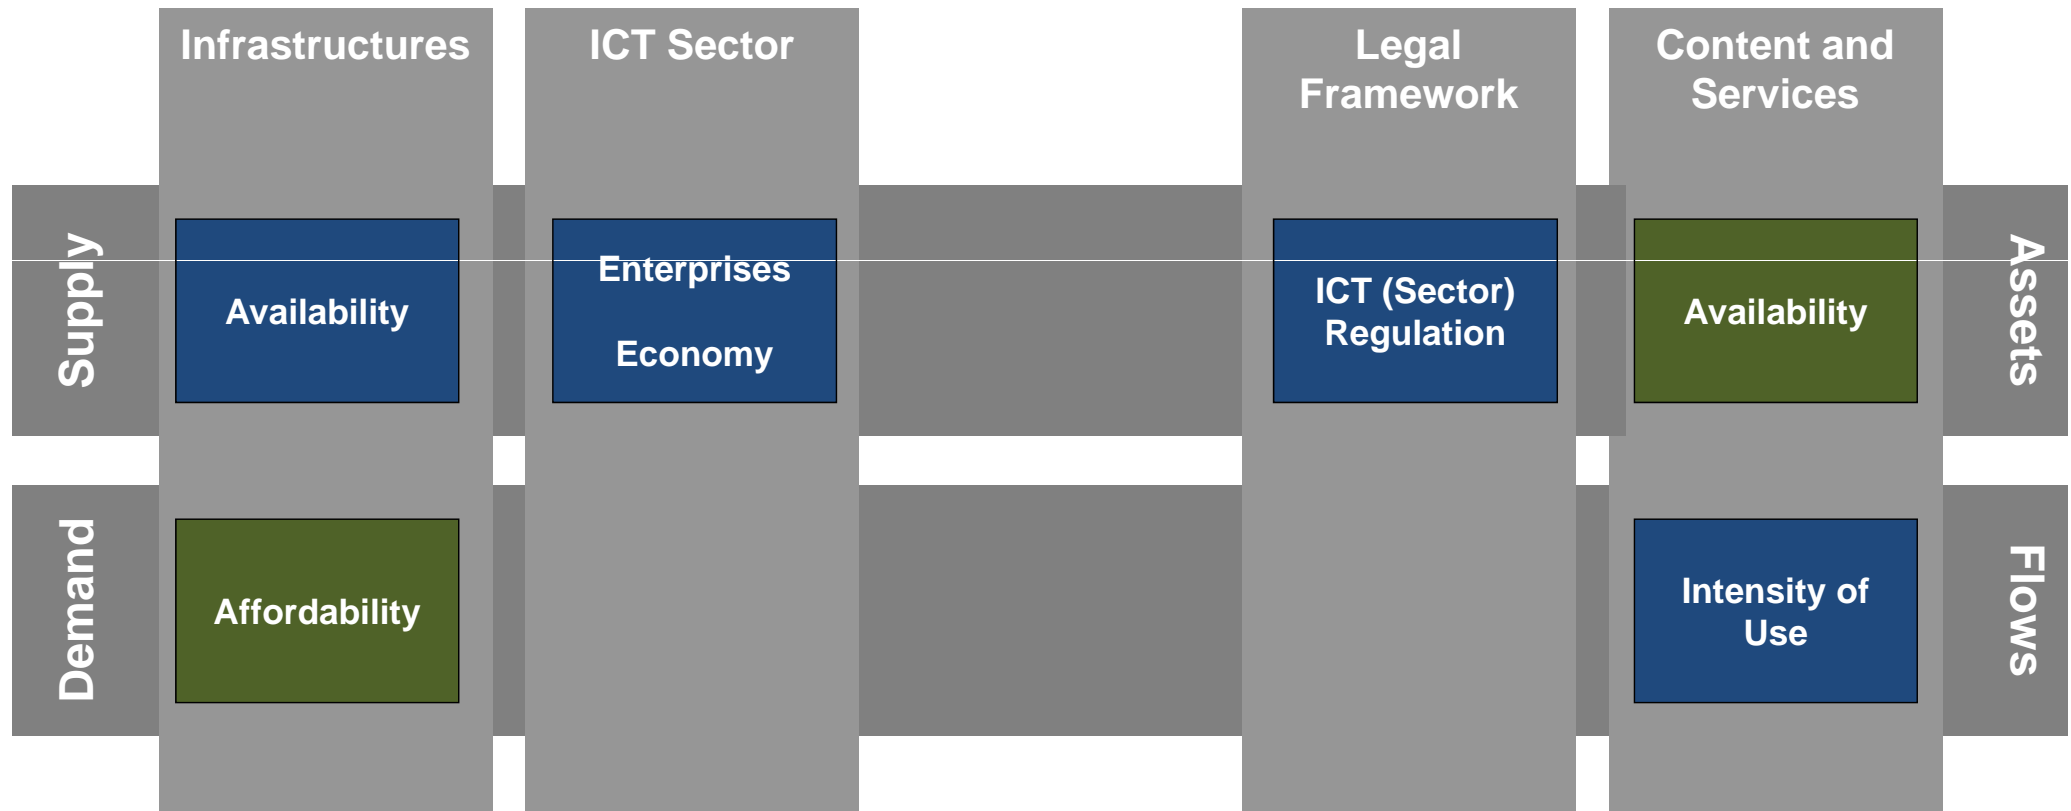 Infrastructures
ICT Sector
Legal
Framework
Content and
Services
Supply
Availability
Enterprises
Economy
ICT (Sector)
Regulation
Availability
Assets
Demand
Affordability
Intensity of
Use
Flows